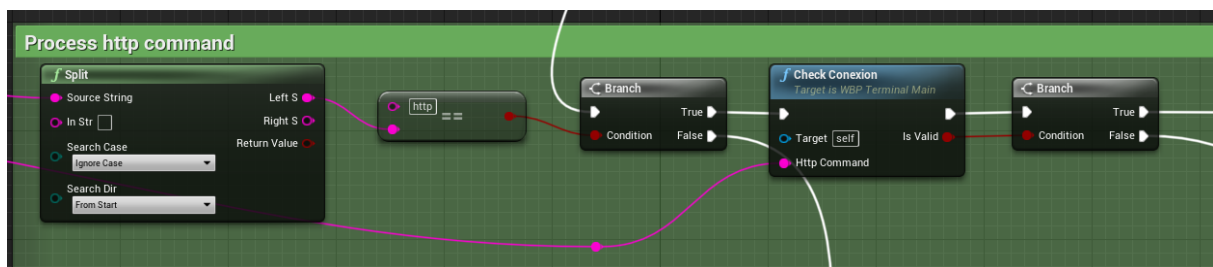 Process http command
f Split
Source String
Left S
In Str
Right S
Search Case
Return Value
Ignore Case
Search Dir
From Start
http
==
Branch
True
Condition
False
f Check Conexion
Target is WBP Terminal Main
Target self
Is Valid
Http Command
Branch
True
Condition
False